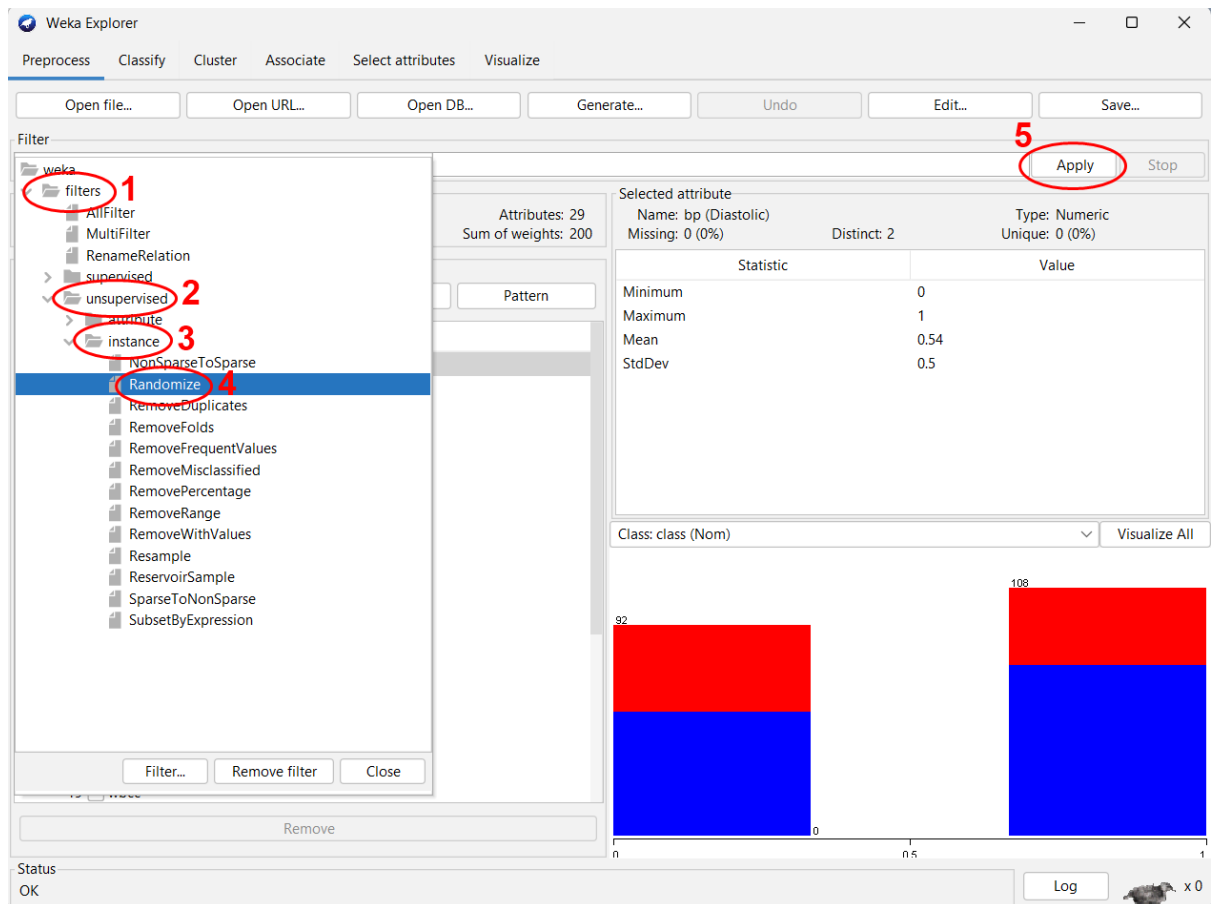 Weka Explorer
Preprocess Classify Cluster Associate Select attributes Visualize
Open file... Open URL... Open DB... Generate... Undo Edit... Save...
Filter
5
Apply Stop
weka
filters 1
AllFilter
MultiFilter
RenameRelation
supervised
unsupervised 2
attribute
instance 3
NonSparseToSparse
Randomize 4
RemoveDuplicates
RemoveFolds
RemoveFrequentValues
RemoveMisclassified
RemovePercentage
RemoveRange
RemoveWithValues
Resample
ReservoirSample
SparseToNonSparse
SubsetByExpression
Filter... Remove filter Close
Attributes: 29
Sum of weights: 200
Pattern
Remove
Selected attribute
Name: bp (Diastolic) Type: Numeric
Missing: 0 (0%) Distinct: 2 Unique: 0 (0%)
Statistic Value
Minimum 0
Maximum 1
Mean 0.54
StdDev 0.5
Class: class (Nom) Visualize All
108
92
0
0 0.5 1
Status
OK
Log x 0